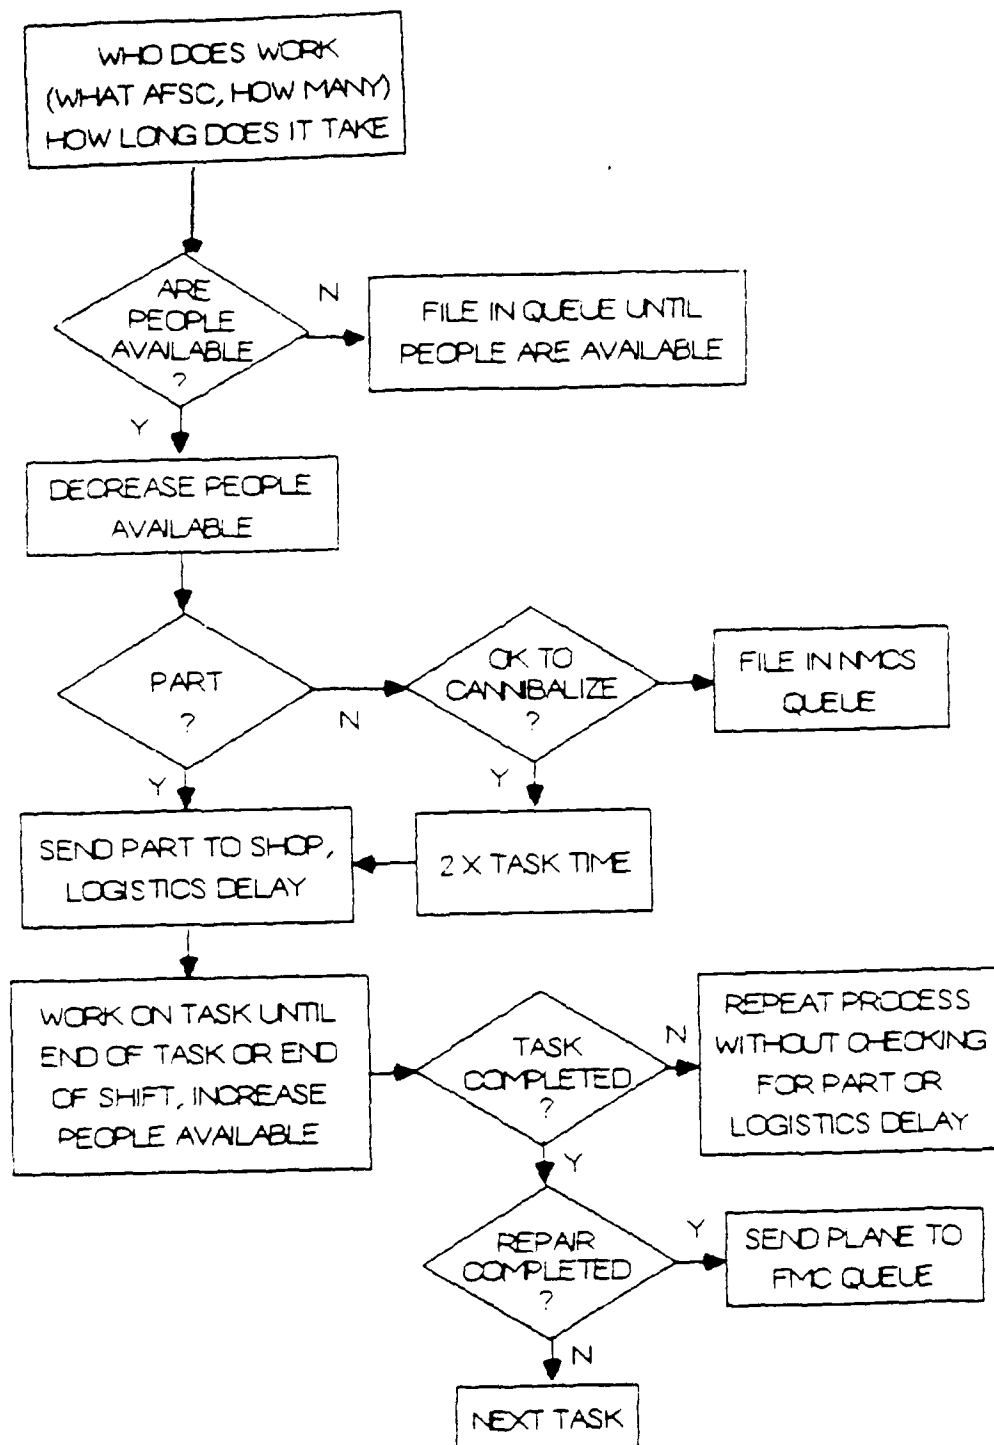 WHO DOES WORK
(WHAT AFSC, HOW MANY)
HOW LONG DOES IT TAKE
ARE
PEOPLE
AVAILABLE
?
N
FILE IN QUEUE UNTIL
PEOPLE ARE AVAILABLE
Y
DECREASE PEOPLE
AVAILABLE
PART
?
N
OK TO
CANNIBALIZE
?
FILE IN NMCS
QUEUE
Y
Y
SEND PART TO SHOP,
LOGISTICS DELAY
2 X TASK TIME
WORK ON TASK UNTIL
END OF TASK OR END
OF SHIFT, INCREASE
PEOPLE AVAILABLE
TASK
COMPLETED
?
N
REPEAT PROCESS
WITHOUT CHECKING
FOR PART OR
LOGISTICS DELAY
Y
REPAIR
COMPLETED
?
Y
SEND PLANE TO
FMC QUEUE
N
NEXT TASK